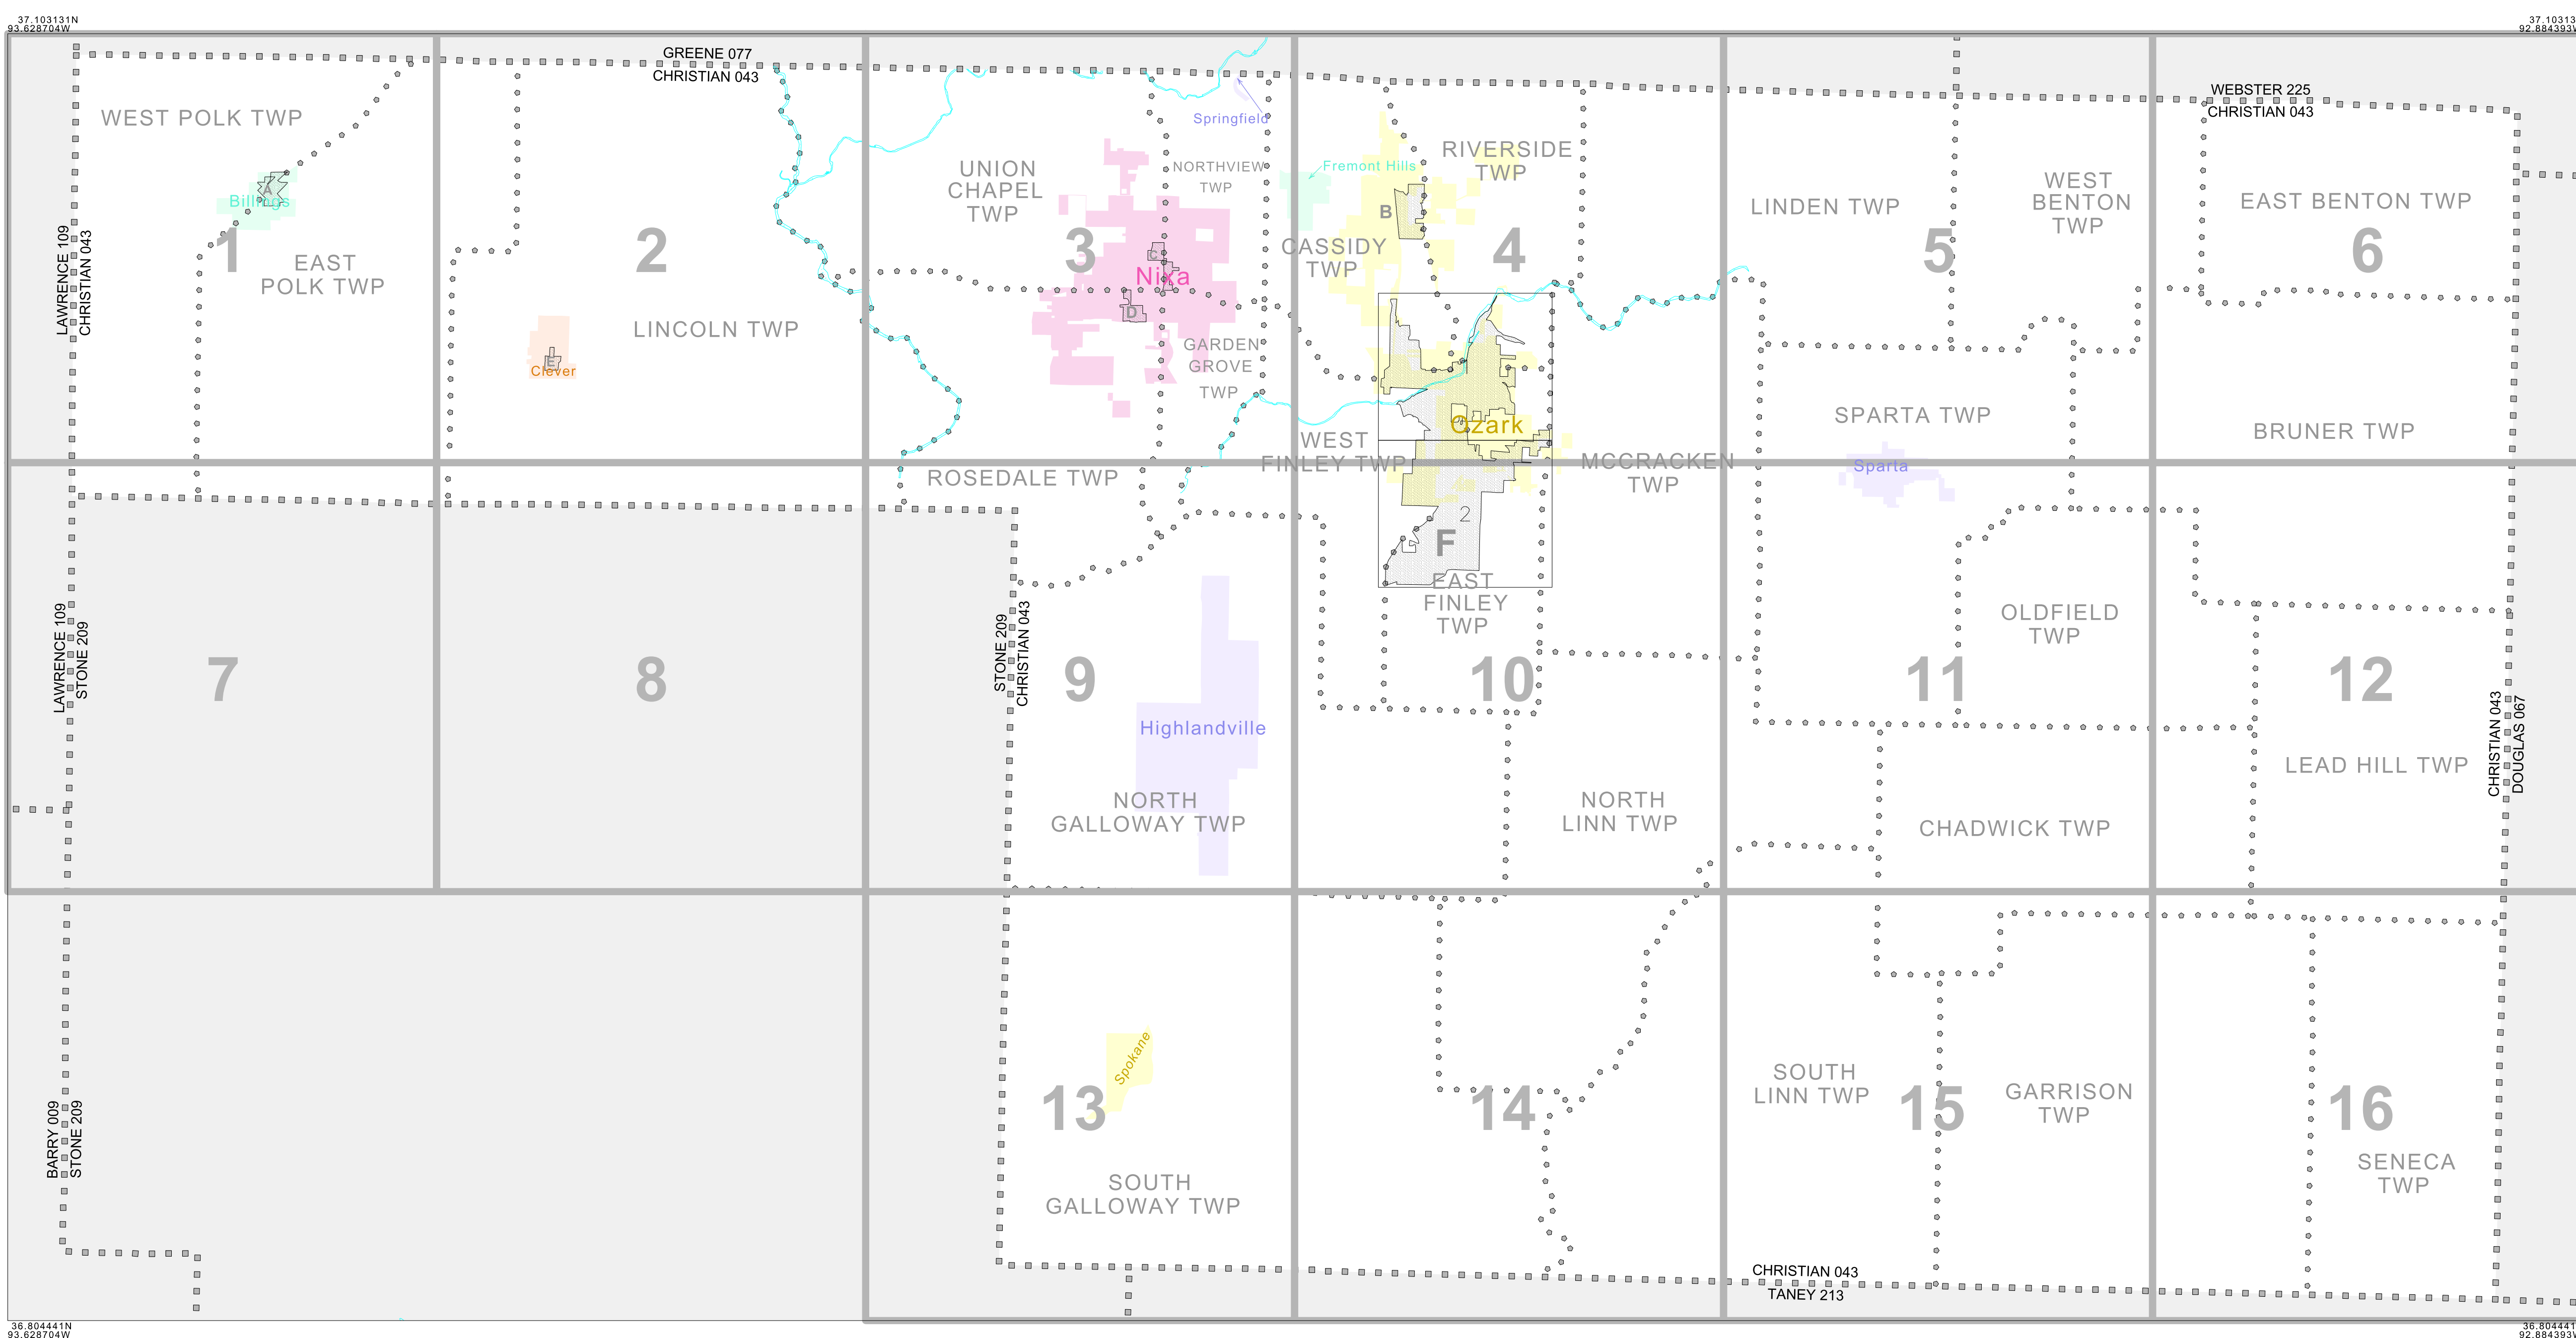 37.103131N
93.628704W
37.10313
92.884393W
GREENE 077
CHRISTIAN 043
WEBSTER 225
CHRISTIAN 043
WEST POLK TWP
Billings
A
1
EAST
POLK TWP
LAWRENCE 109
CHRISTIAN 043
2
LINCOLN TWP
E
Clever
UNION
CHAPEL
TWP
3
Springfield
NORTHVIEW
TWP
C
Nixa
D
GARDEN
GROVE
TWP
Fremont Hills
RIVERSIDE
TWP
B
CASSIDY
TWP
4
Ozark
LINDEN TWP
WEST
BENTON
TWP
5
EAST BENTON TWP
6
SPARTA TWP
BRUNER TWP
ROSEDALE TWP
WEST
FINLEY TWP
MCCRACKEN
TWP
Sparta
2
F
EAST
FINLEY
TWP
OLDFIELD
TWP
LAWRENCE 109
STONE 209
7
8
STONE 209
CHRISTIAN 043
9
Highlandville
NORTH
GALLOWAY TWP
10
NORTH
LINN TWP
11
CHADWICK TWP
12
LEAD HILL TWP
CHRISTIAN 043
DOUGLAS 067
BARRY 009
STONE 209
Spokane
13
SOUTH
GALLOWAY TWP
14
SOUTH
LINN TWP
15
GARRISON
TWP
16
SENECA
TWP
CHRISTIAN 043
TANEY 213
36.804441N
93.628704W
36.804441
92.884393W